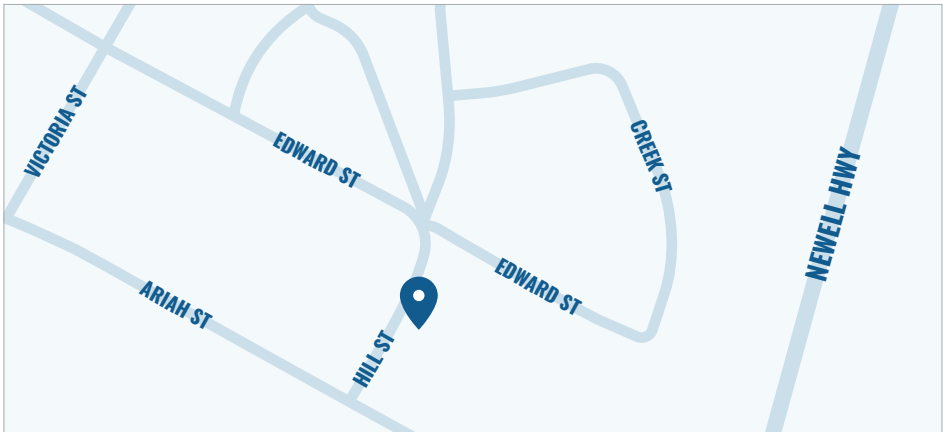 VICTORIA ST
EDWARD ST
CREEK ST
NEWELL HWY
EDWARD ST
ARIAH ST
HILL ST